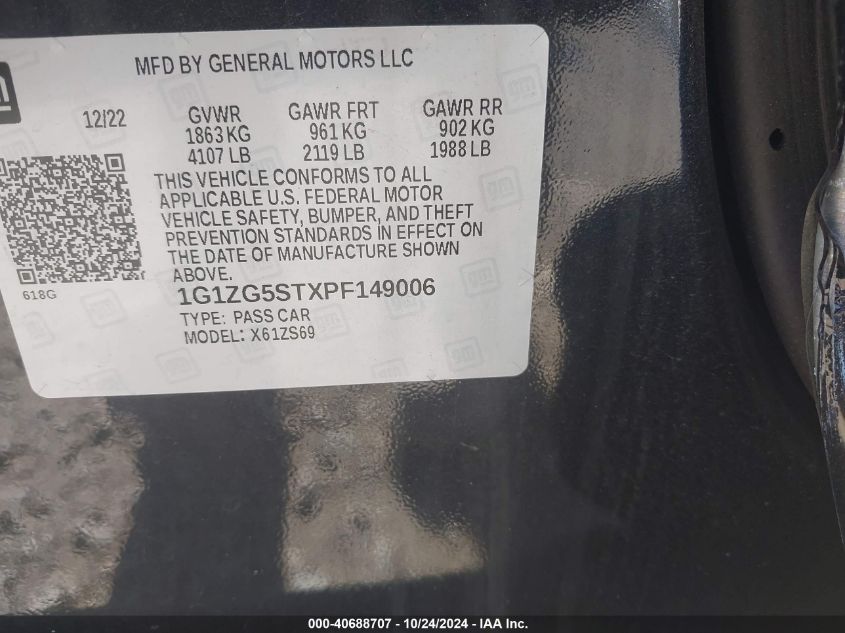 MFD BY GENERAL MOTORS LLC
12/22 GVWR GAWR FRT GAWR RR
1863 KG 961 KG 902 KG
4107 LB 2119 LB 1988 LB
THIS VEHICLE CONFORMS TO ALL
APPLICABLE U.S. FEDERAL MOTOR
VEHICLE SAFETY, BUMPER, AND THEFT
PREVENTION STANDARDS IN EFFECT ON
THE DATE OF MANUFACTURE SHOWN
ABOVE.
618G
1G1ZG5STXPF149006
TYPE: PASS CAR
MODEL: X61ZS69
000-40688707 - 10/24/2024 - IAA Inc.